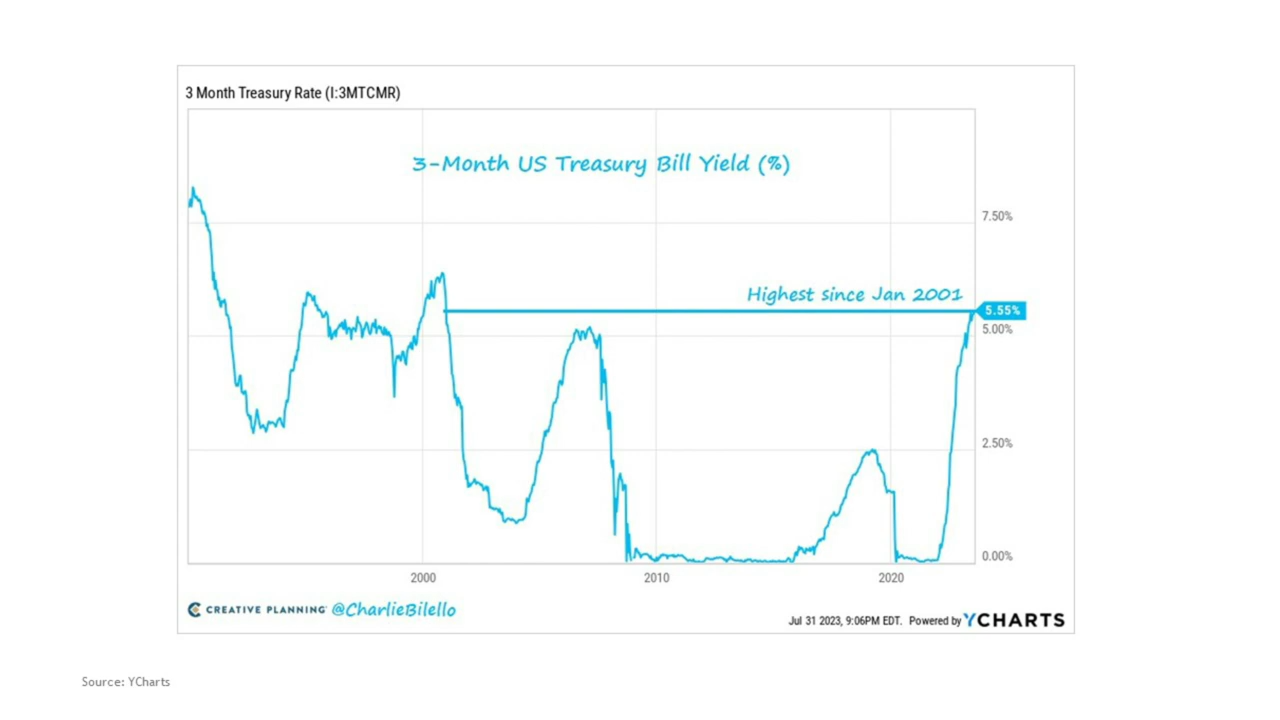 3 Month Treasury Rate (I:3MTCMR)
3-Month US Treasury Bill Yield (%)
7.50%
Highest since Jan 2001
5.55%
5.00%
2.50%
0.00%
2000 2010 2020
CREATIVE PLANNING @CharlieBilello
Jul 31 2023, 9:06PM EDT. Powered by YCHARTS
Source: YCharts